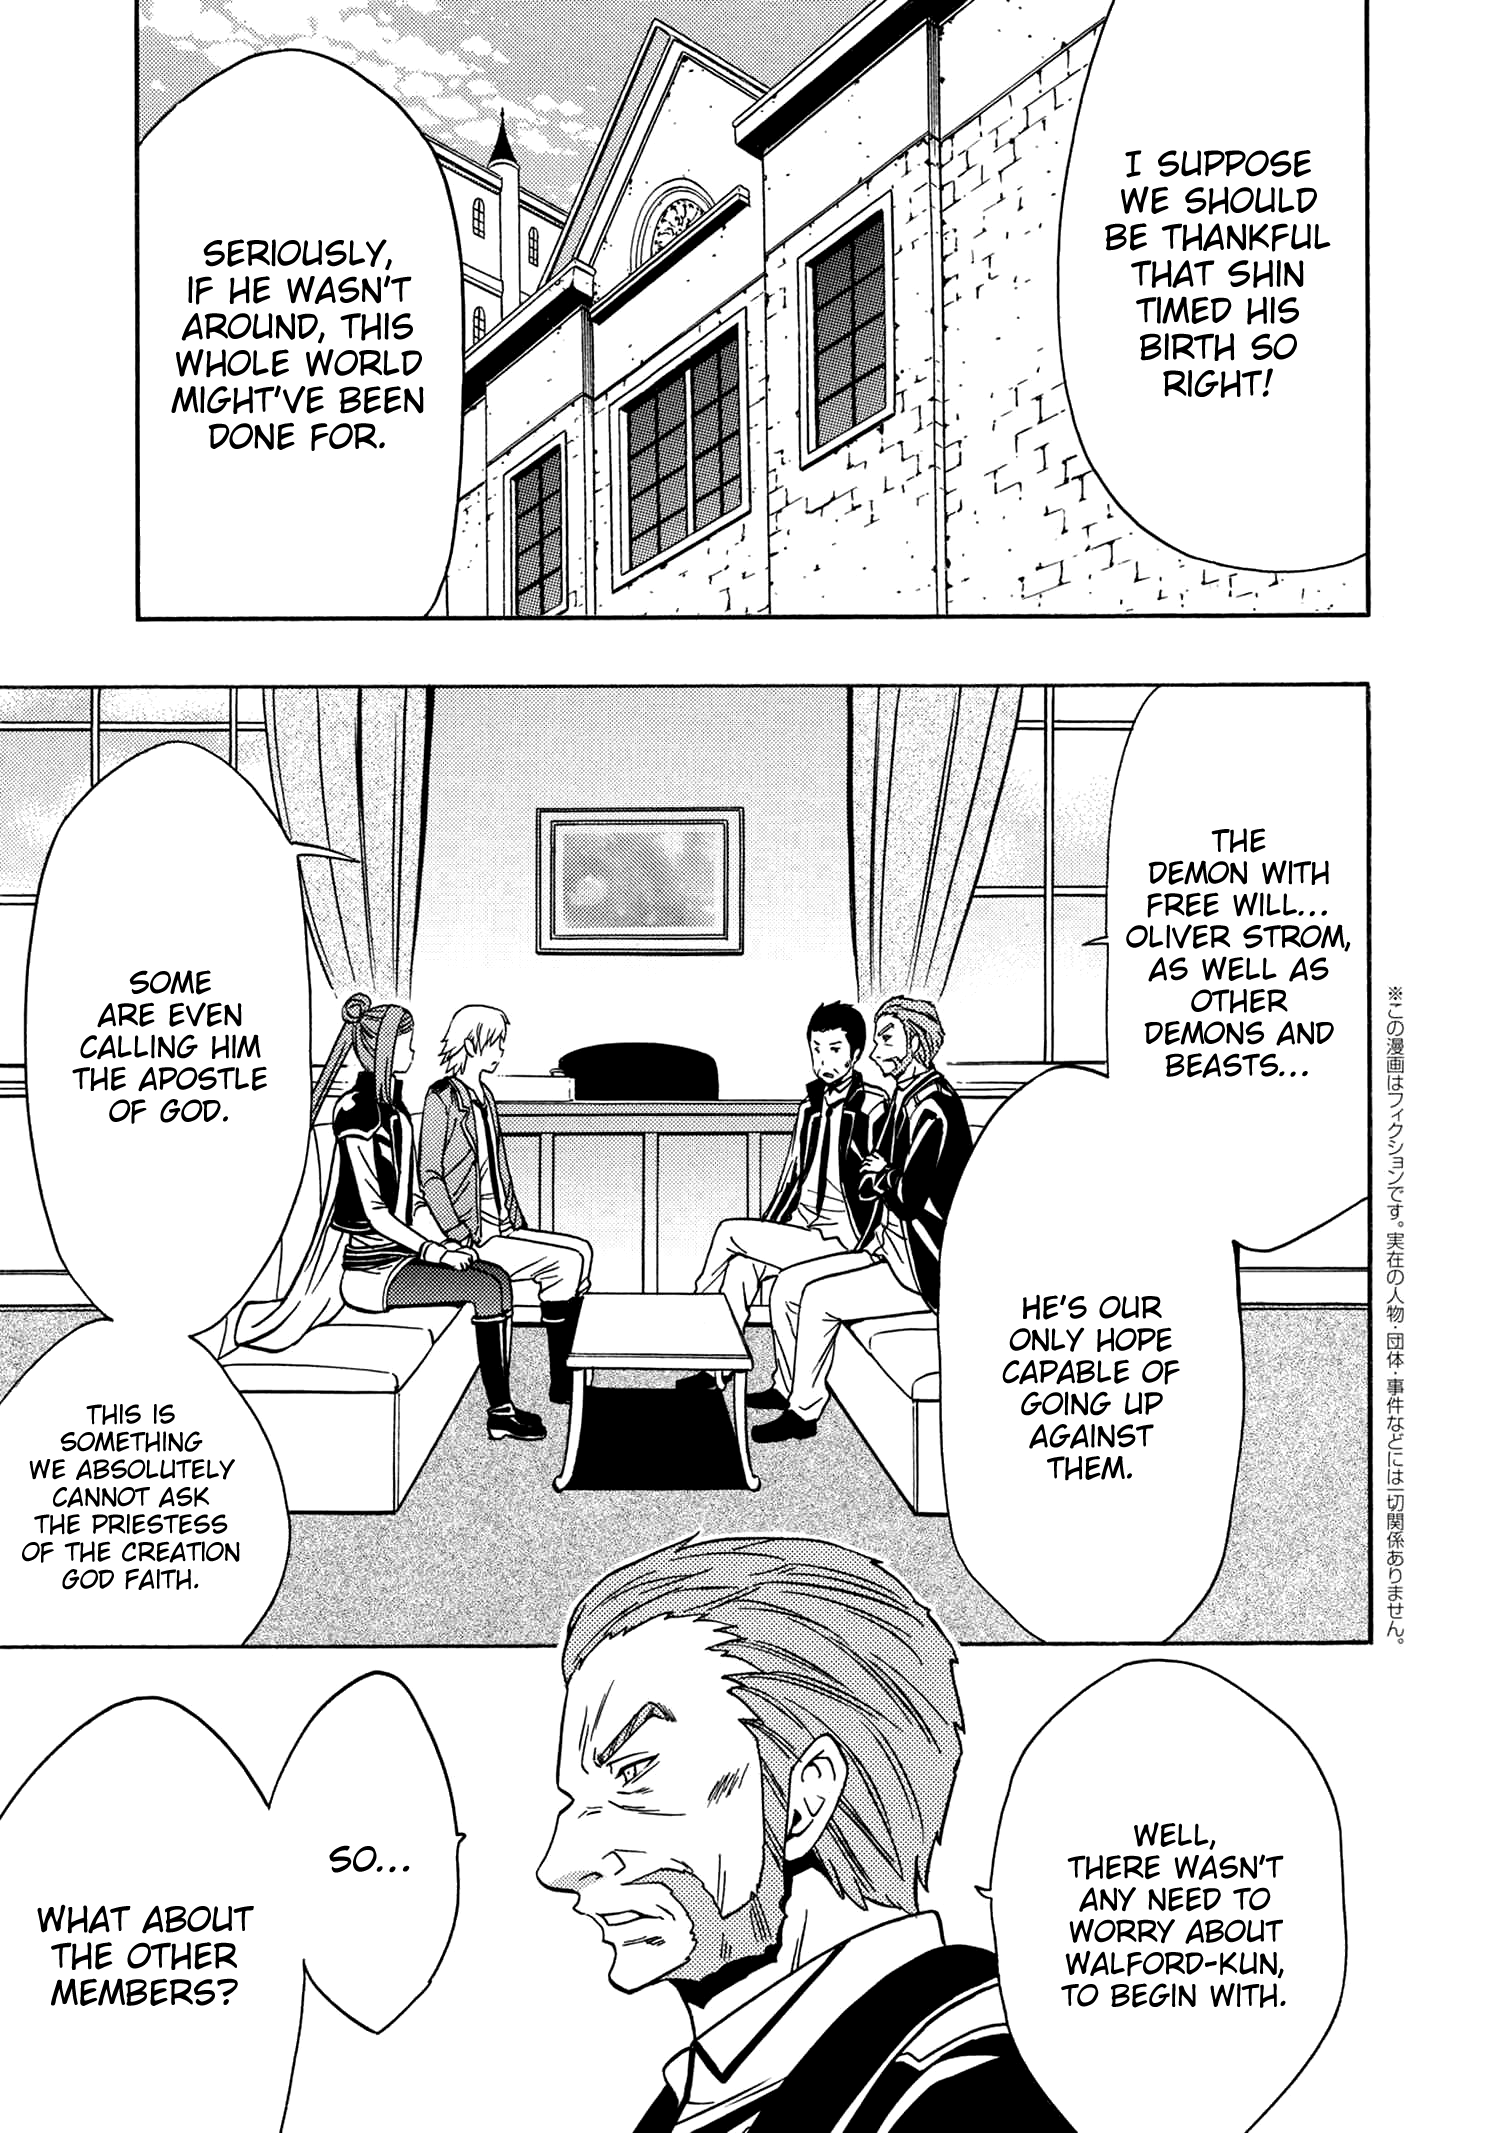 I SUPPOSE
WE SHOULD
BE THANKFUL
THAT SHIN
TIMED HIS
BIRTH SO
RIGHT!
SERIOUSLY,
IF HE WASN'T
AROUND, THIS
WHOLE WORLD
MIGHT'VE BEEN
DONE FOR.
THE
DEMON WITH
FREE WILL...
OLIVER STROM,
AS WELL AS
OTHER
DEMONS AND
BEASTS...
HE'S OUR
ONLY HOPE
CAPABLE OF
GOING UP
AGAINST
THEM.
SOME
ARE EVEN
CALLING HIM
THE APOSTLE
OF GOD.
THIS IS
SOMETHING
WE ABSOLUTELY
CANNOT ASK
THE PRIESTESS
OF THE CREATION
GOD FAITH.
※この漫画はフィクションです。実在の人物・団体・事件などには一切関係ありません。
WELL,
THERE WASN'T
ANY NEED TO
WORRY ABOUT
WALFORD-KUN,
TO BEGIN WITH.
SO...
WHAT ABOUT
THE OTHER
MEMBERS?